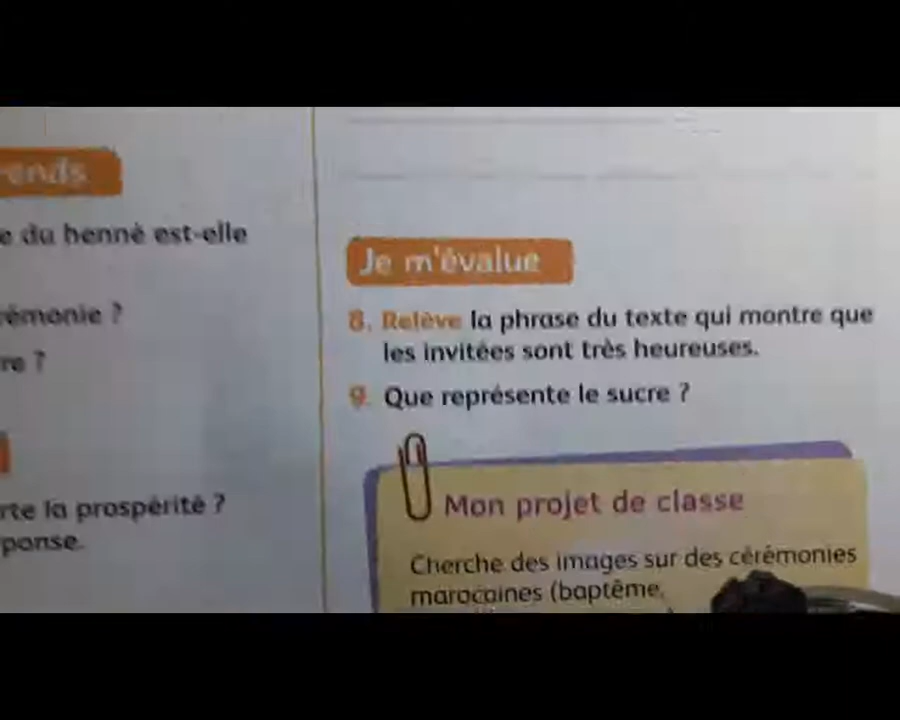 ends
e du henné est-elle
émonie ?
re ?
rte la prospérité ?
ponse.
Je m'évalue
8. Relève la phrase du texte qui montre que
les invitées sont très heureuses.
9. Que représente le sucre ?
Mon projet de classe
Cherche des images sur des cérémonies
marocaines (baptême,